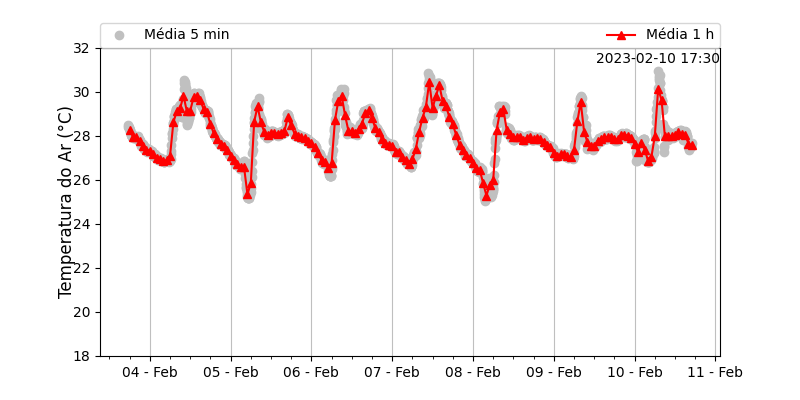 Média 5 min
Média 1 h
2023-02-10 17:30
Temperatura do Ar (°C)
32
30
28
26
24
22
20
18
04 - Feb
05 - Feb
06 - Feb
07 - Feb
08 - Feb
09 - Feb
10 - Feb
11 - Feb